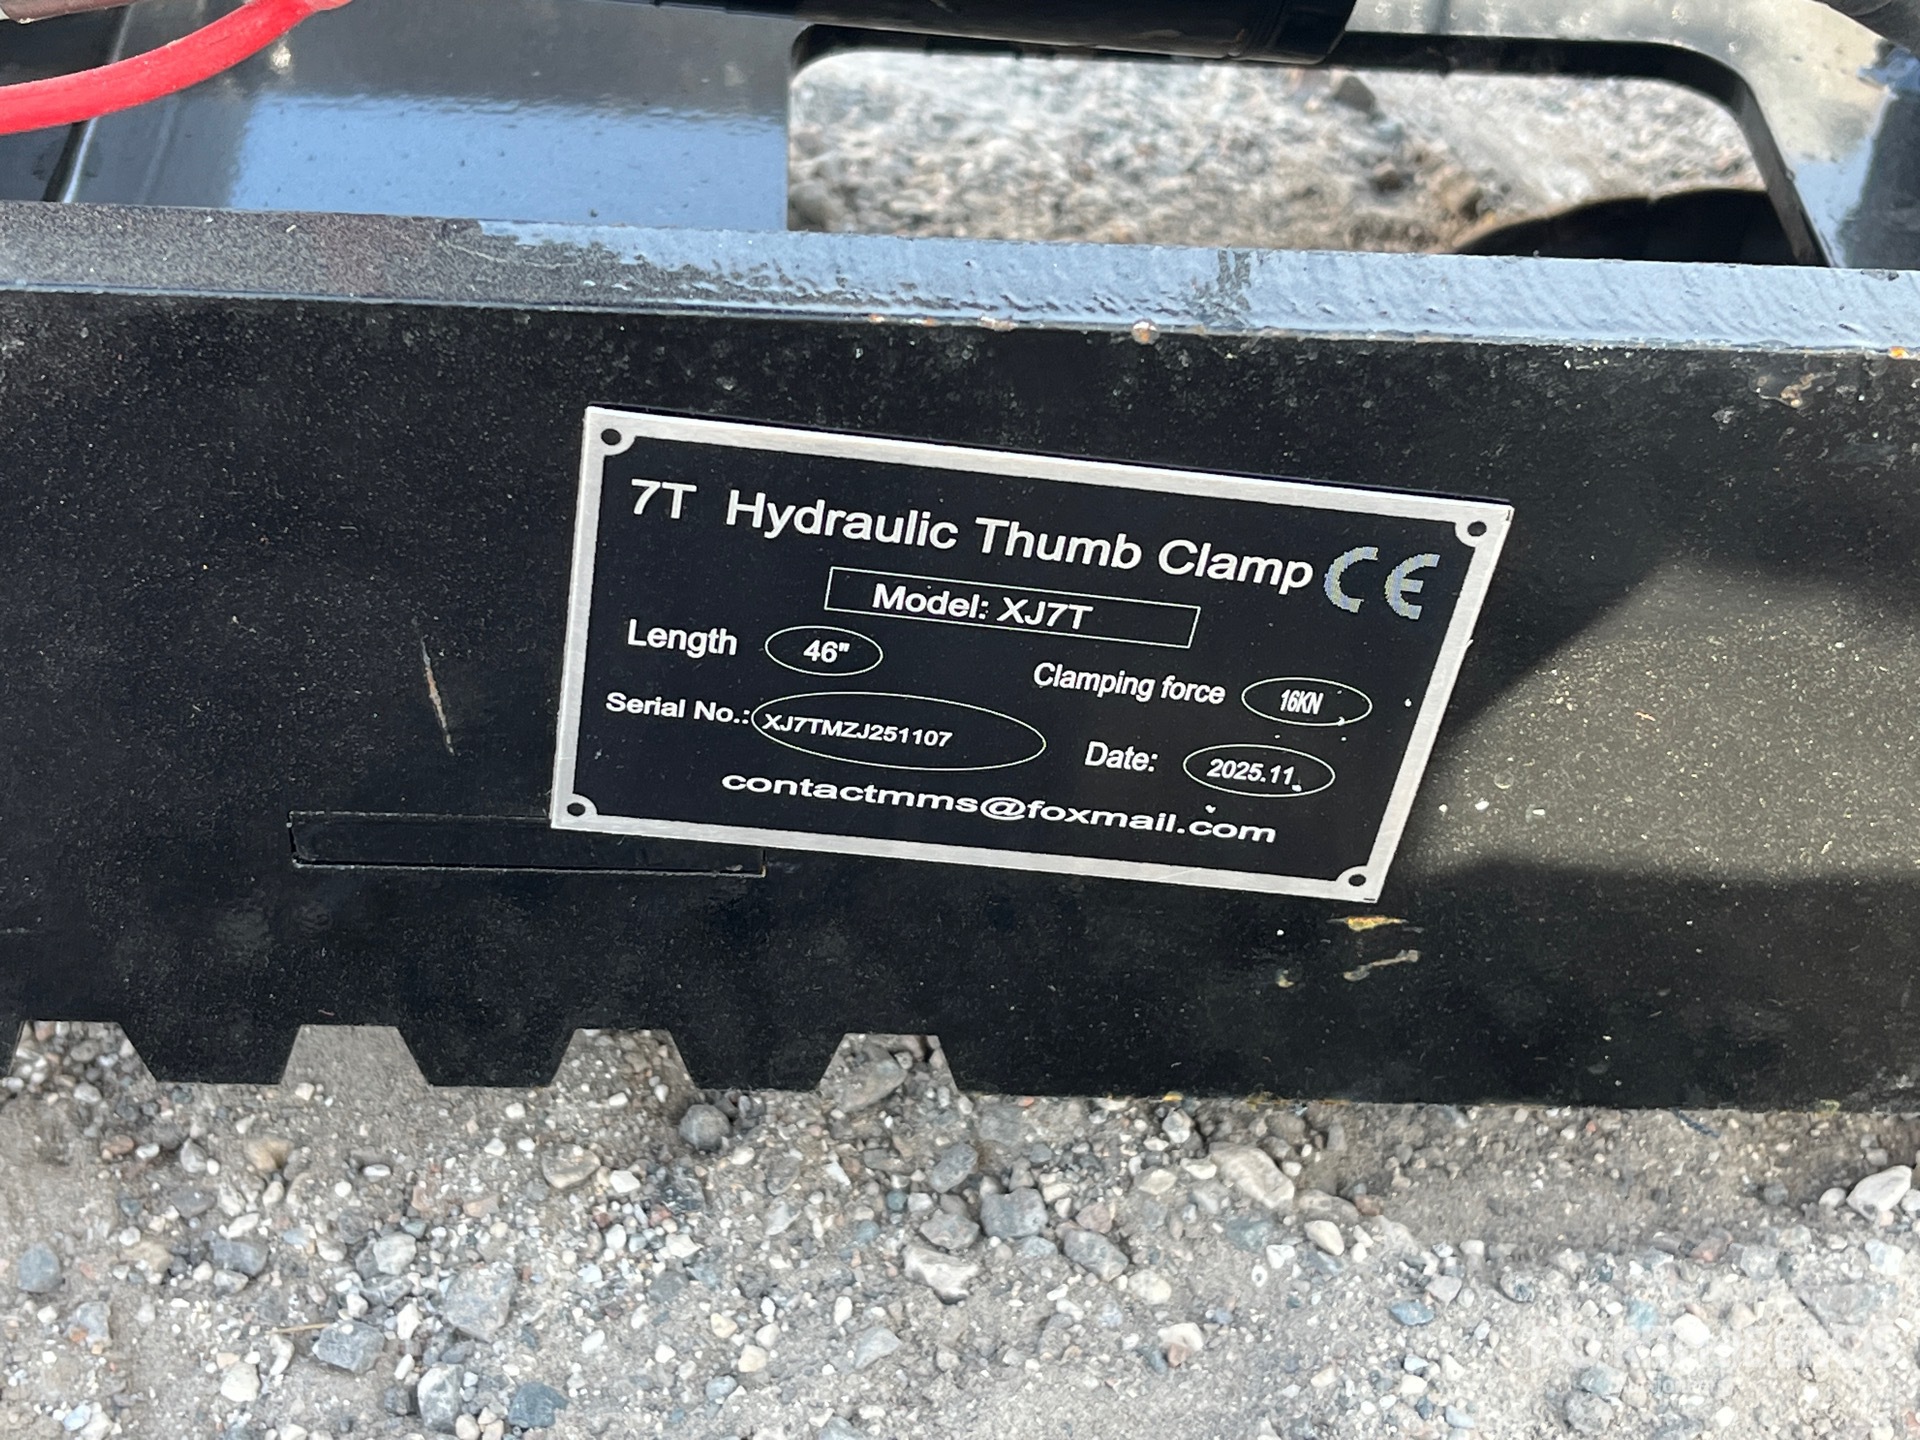 7T Hydraulic Thumb Clamp CE
Model: XJ7T
Length 46"
Clamping force 16KN
Serial No.: XJ7TMZJ251107
Date: 2025.11
contactmms@foxmail.com